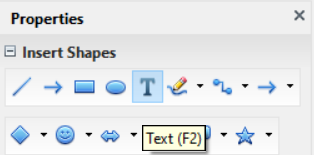 Properties
Insert Shapes
T
Text (F2)